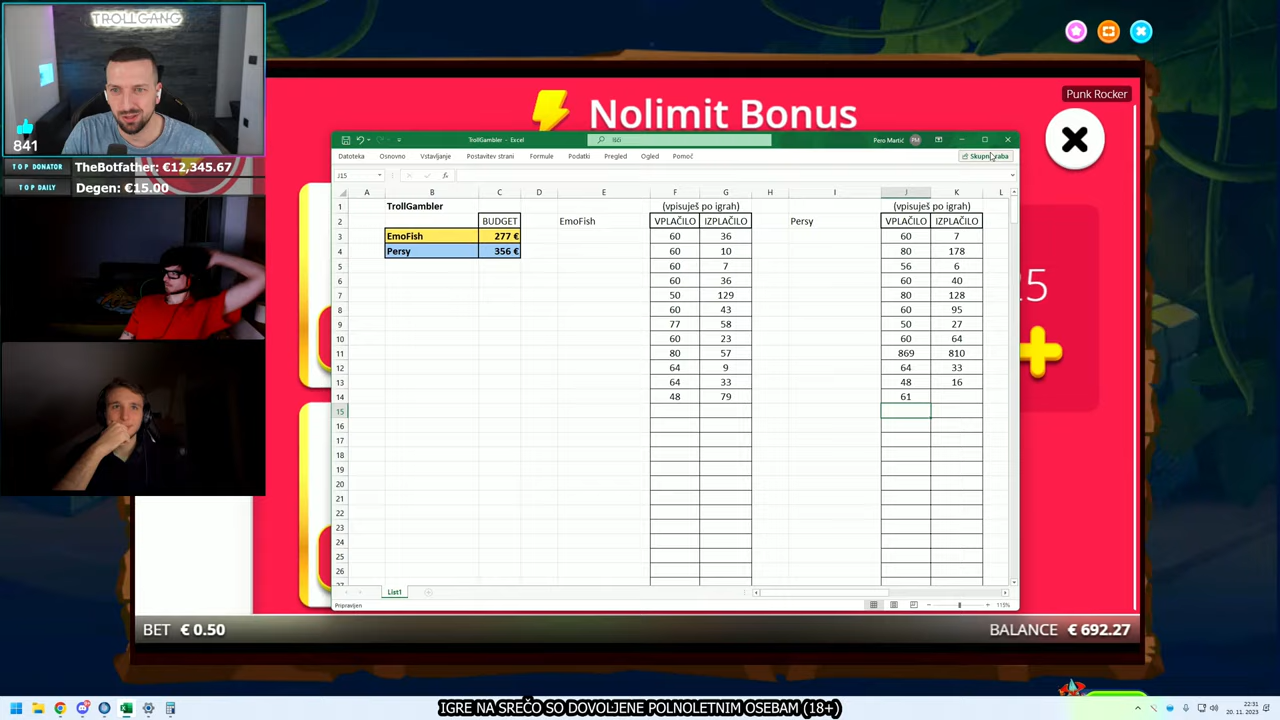 TROLLGANG
841
TOP DONATOR TheBotfather: €12,345.67
TOP DAILY Degen: €15.00
Nolimit Bonus
Punk Rocker
TrollGambler - Excel
Išči
Pero Martić PM
Datoteka Osnovno Vstavljanje Postavitev strani Formule Podatki Pregled Ogled Pomoč
J15 fx
A B C D E F G H I J K L
1 TrollGambler (vpisuješ po igrah) (vpisuješ po igrah)
2 BUDGET EmoFish VPLAČILO IZPLAČILO Persy VPLAČILO IZPLAČILO
3 EmoFish 277 € 60 36 60 7
4 Persy 356 € 60 10 80 178
5 60 7 56 6
6 60 36 60 40
7 50 129 80 128
8 60 43 60 95
9 77 58 50 27
10 60 23 60 64
11 80 57 869 810
12 64 9 64 33
13 64 33 48 16
14 48 79 61
15
16
17
18
19
20
21
22
23
24
25
26
List1
Pripravljen
115%
BET € 0.50
BALANCE € 692.27
IGRE NA SREČO SO DOVOLJENE POLNOLETNIM OSEBAM (18+)
22:31
20. 11. 2023